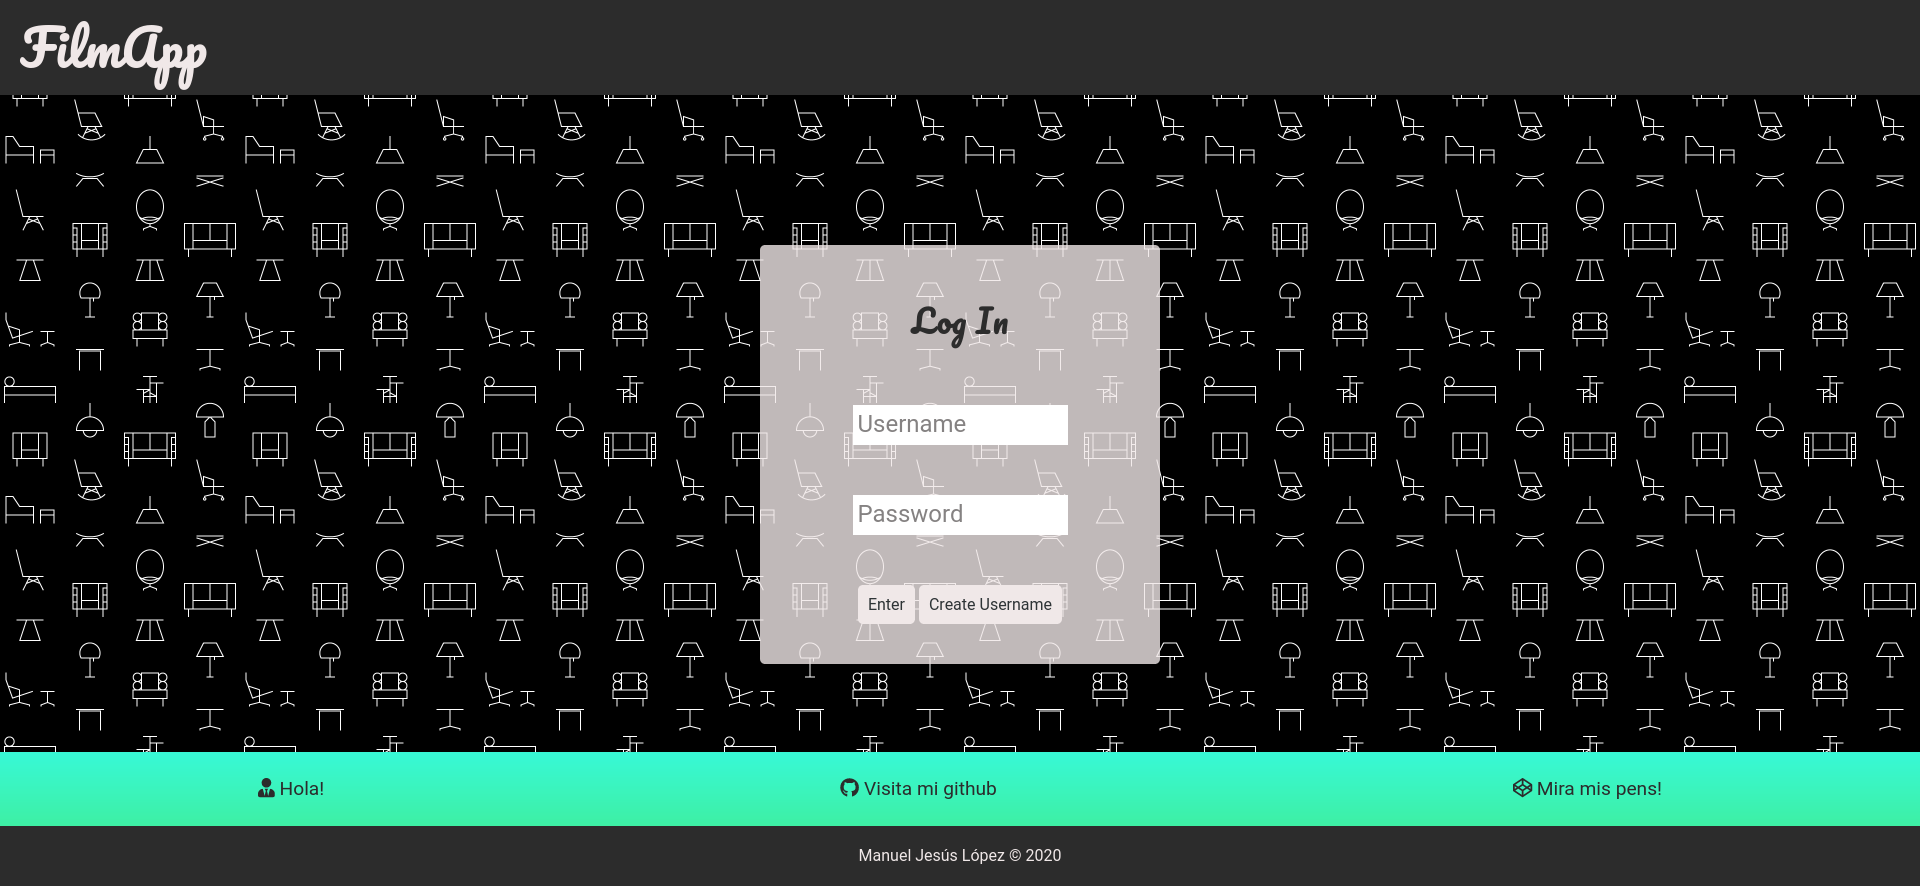 FilmApp
Log In
Username
Password
Enter
Create Username
Hola!
Visita mi github
Mira mis pens!
Manuel Jesús López © 2020